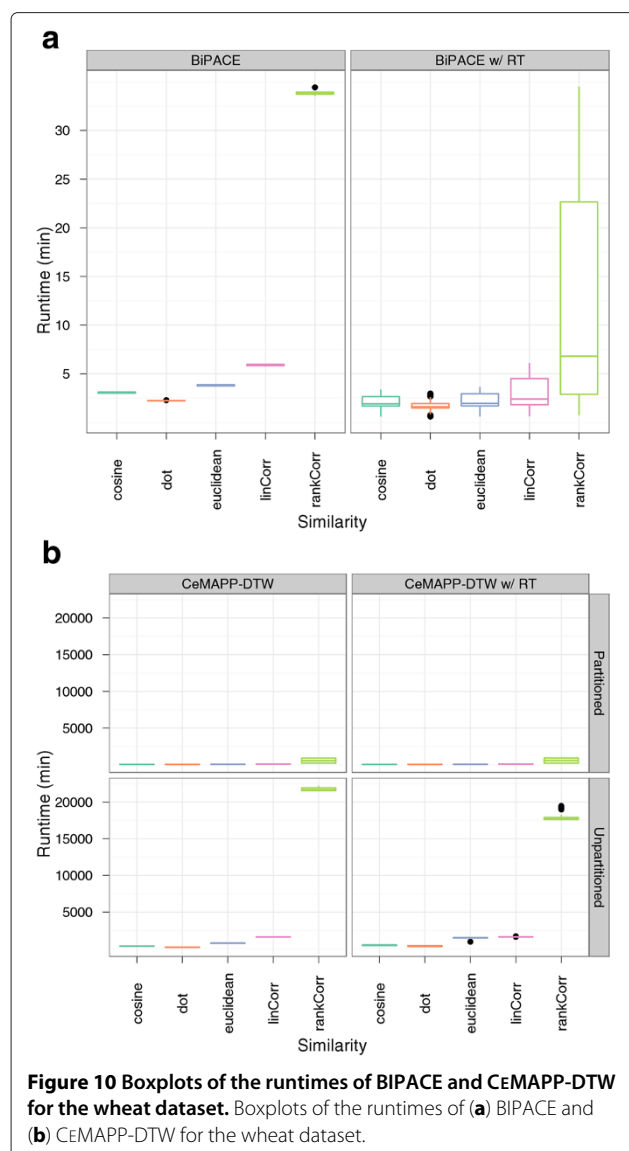 a
BiPACE
BiPACE w/ RT
Runtime (min)
30
25
20
15
10
5
cosine
dot
euclidean
linCorr
rankCorr
cosine
dot
euclidean
linCorr
rankCorr
Similarity
b
CeMAPP-DTW
CeMAPP-DTW w/ RT
Runtime (min)
20000
15000
10000
5000
Partitioned
20000
15000
10000
5000
Unpartitioned
cosine
dot
euclidean
linCorr
rankCorr
cosine
dot
euclidean
linCorr
rankCorr
Similarity
Figure 10 Boxplots of the runtimes of BIPACE and CEMAPP-DTW
for the wheat dataset. Boxplots of the runtimes of (a) BIPACE and
(b) CEMAPP-DTW for the wheat dataset.